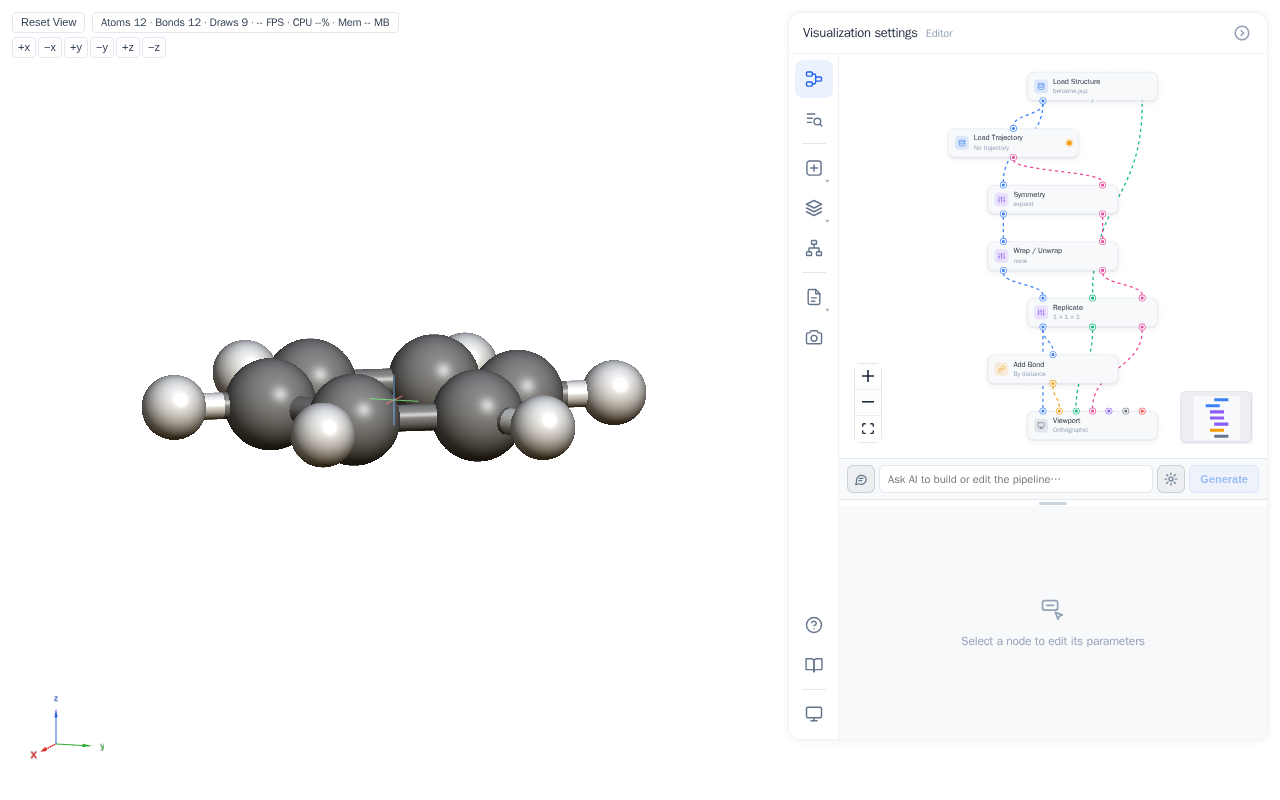 Reset View
Atoms 12 · Bonds 12 · Draws 9 · -- FPS · CPU --% · Mem -- MB
+x −x +y −y +z −z
Visualization settings Editor
Load Structure
benzene.xyz
Load Trajectory
No trajectory
Symmetry
expand
Wrap / Unwrap
none
Replicate
1 × 1 × 1
Add Bond
By distance
Viewport
Orthographic
Ask AI to build or edit the pipeline⋯
Generate
Select a node to edit its parameters
z
y
x